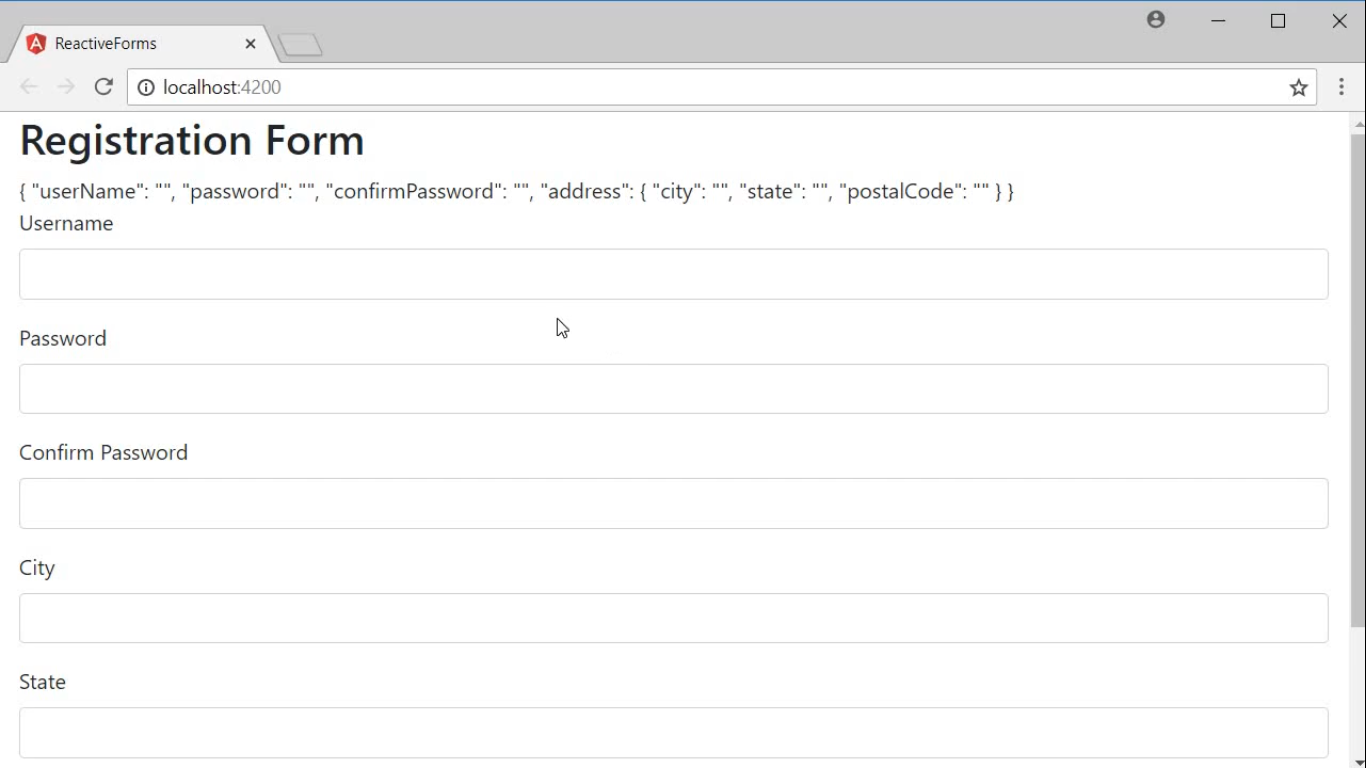 ReactiveForms
localhost:4200
Registration Form
{ "userName": "", "password": "", "confirmPassword": "", "address": { "city": "", "state": "", "postalCode": "" } }
Username
Password
Confirm Password
City
State